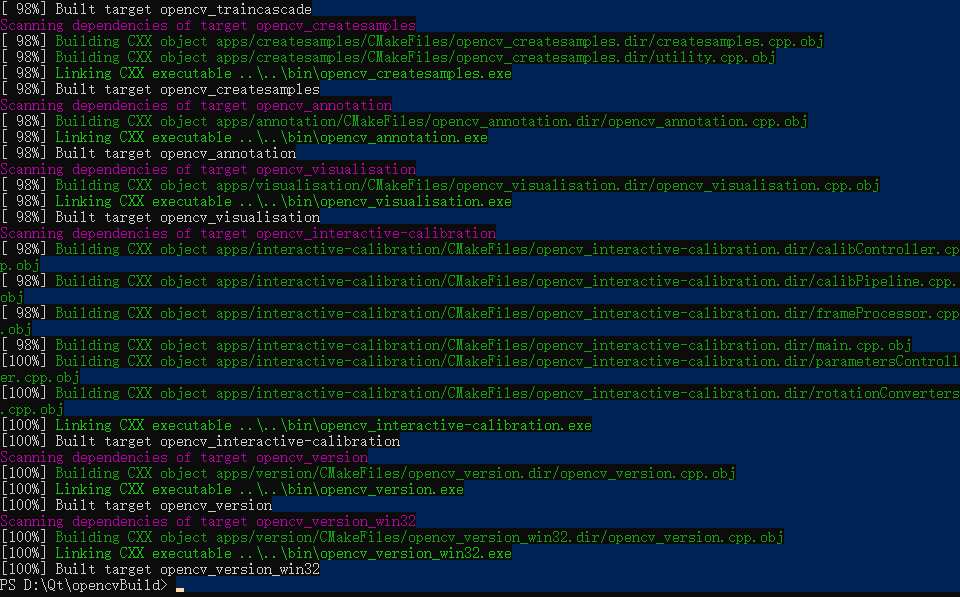 [ 98%] Built target opencv_traincascade
Scanning dependencies of target opencv_createsamples
[ 98%] Building CXX object apps/createsamples/CMakeFiles/opencv_createsamples.dir/createsamples.cpp.obj
[ 98%] Building CXX object apps/createsamples/CMakeFiles/opencv_createsamples.dir/utility.cpp.obj
[ 98%] Linking CXX executable ..\..\bin\opencv_createsamples.exe
[ 98%] Built target opencv_createsamples
Scanning dependencies of target opencv_annotation
[ 98%] Building CXX object apps/annotation/CMakeFiles/opencv_annotation.dir/opencv_annotation.cpp.obj
[ 98%] Linking CXX executable ..\..\bin\opencv_annotation.exe
[ 98%] Built target opencv_annotation
Scanning dependencies of target opencv_visualisation
[ 98%] Building CXX object apps/visualisation/CMakeFiles/opencv_visualisation.dir/opencv_visualisation.cpp.obj
[ 98%] Linking CXX executable ..\..\bin\opencv_visualisation.exe
[ 98%] Built target opencv_visualisation
Scanning dependencies of target opencv_interactive-calibration
[ 98%] Building CXX object apps/interactive-calibration/CMakeFiles/opencv_interactive-calibration.dir/calibController.cp
p.obj
[ 98%] Building CXX object apps/interactive-calibration/CMakeFiles/opencv_interactive-calibration.dir/calibPipeline.cpp.
obj
[ 98%] Building CXX object apps/interactive-calibration/CMakeFiles/opencv_interactive-calibration.dir/frameProcessor.cpp
.obj
[ 98%] Building CXX object apps/interactive-calibration/CMakeFiles/opencv_interactive-calibration.dir/main.cpp.obj
[100%] Building CXX object apps/interactive-calibration/CMakeFiles/opencv_interactive-calibration.dir/parametersControll
er.cpp.obj
[100%] Building CXX object apps/interactive-calibration/CMakeFiles/opencv_interactive-calibration.dir/rotationConverters
.cpp.obj
[100%] Linking CXX executable ..\..\bin\opencv_interactive-calibration.exe
[100%] Built target opencv_interactive-calibration
Scanning dependencies of target opencv_version
[100%] Building CXX object apps/version/CMakeFiles/opencv_version.dir/opencv_version.cpp.obj
[100%] Linking CXX executable ..\..\bin\opencv_version.exe
[100%] Built target opencv_version
Scanning dependencies of target opencv_version_win32
[100%] Building CXX object apps/version/CMakeFiles/opencv_version_win32.dir/opencv_version.cpp.obj
[100%] Linking CXX executable ..\..\bin\opencv_version_win32.exe
[100%] Built target opencv_version_win32
PS D:\Qt\opencvBuild>